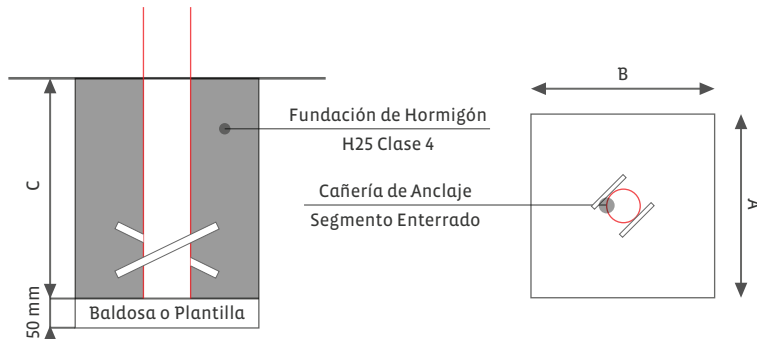 B
Fundación de Hormigón
H25 Clase 4
C
Cañería de Anclaje
Segmento Enterrado
A
50 mm
Baldosa o Plantilla